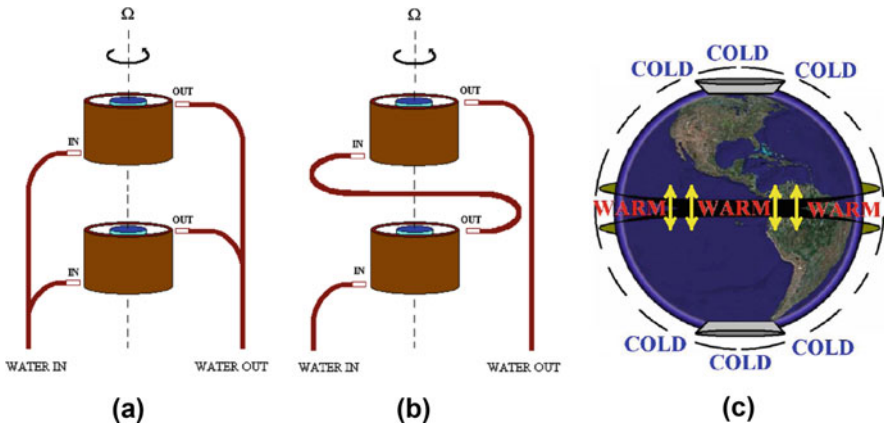 Ω
OUT
IN
OUT
IN
WATER IN
WATER OUT
(a)
Ω
OUT
IN
OUT
IN
WATER IN
WATER OUT
(b)
COLD
COLD
COLD
WARM
WARM
WARM
COLD
COLD
COLD
(c)